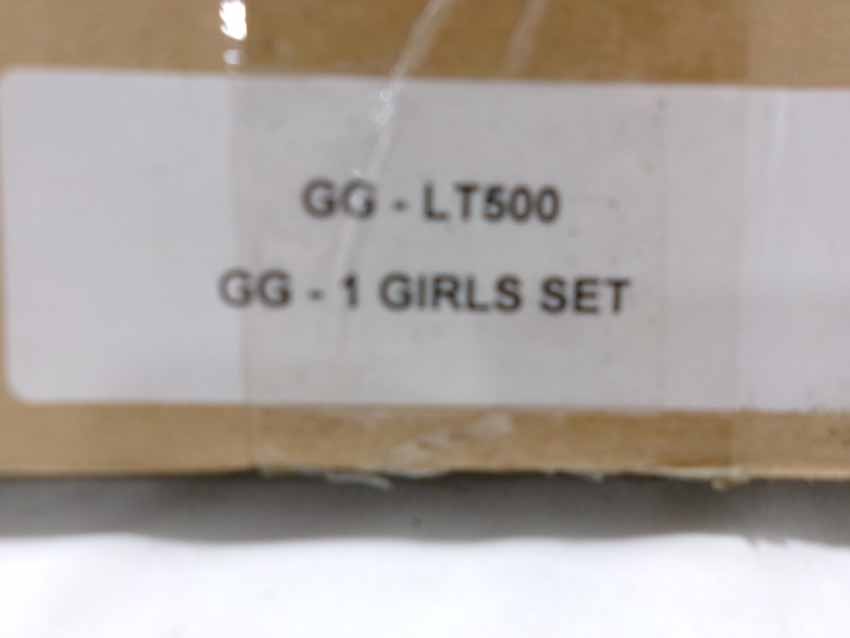 GG - LT500
GG - 1 GIRLS SET